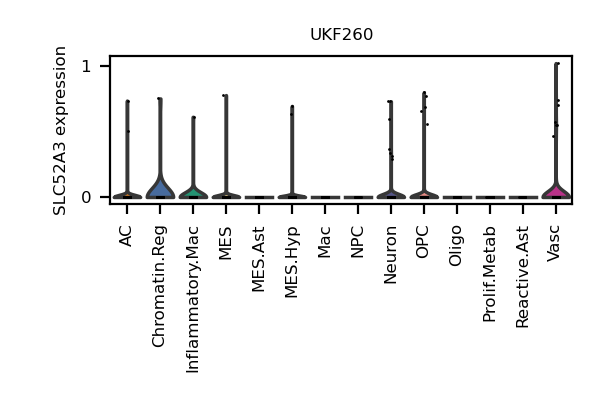 UKF260
SLC52A3 expression
1
0
AC
Chromatin.Reg
Inflammatory.Mac
MES
MES.Ast
MES.Hyp
Mac
NPC
Neuron
OPC
Oligo
Prolif.Metab
Reactive.Ast
Vasc